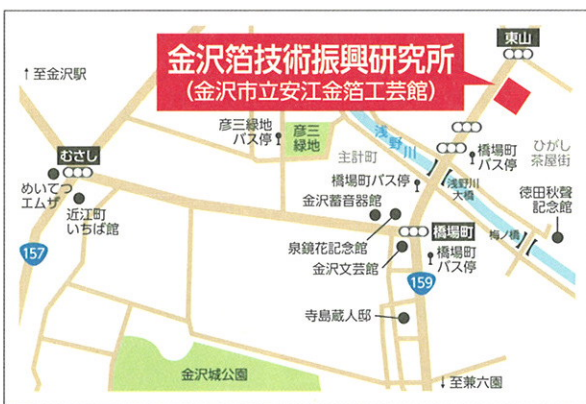 東山
金沢箔技術振興研究所
(金沢市立安江金箔工芸館)
↑至金沢駅
彦三緑地
バス停
彦三
緑地
浅野川
主計町
橋場町
バス停
ひがし
茶屋街
むさし
めいてつ
エムザ
近江町
いちば館
橋場町バス停
浅野川
大橋
徳田秋聲
記念館
金沢蓄音器館
梅ノ橋
泉鏡花記念館
橋場町
金沢文芸館
橋場町
バス停
157
159
寺島蔵人邸
金沢城公園
↓至兼六園